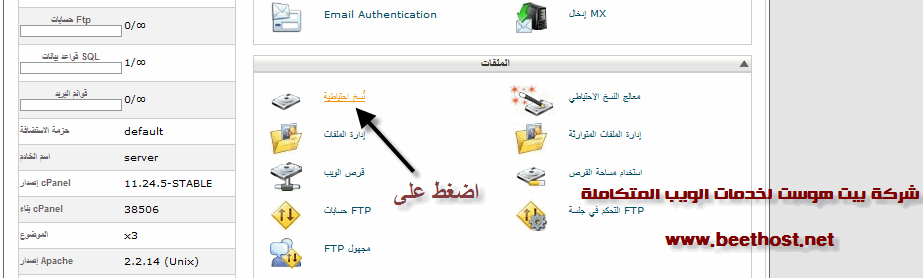 حسابات Ftp
0/∞
قواعد بيانات SQL
1/∞
قوائم البريد
0/∞
حزمة الاستضافة
default
اسم الخادم
server
إصدار cPanel
11.24.5-STABLE
بناء cPanel
38506
الموضوع
x3
إصدار Apache
2.2.14 (Unix)
Email Authentication
إدخال MX
الملفات
نُسخ احتياطية
معالج النسخ الاحتياطي
إدارة الملفات
إدارة الملفات المتوارثة
قرص الويب
استخدام مساحة القرص
حسابات FTP
التحكم في جلسة FTP
مجهول FTP
اضغط على
شركة بيت هوست لخدمات الويب المتكاملة
www.beethost.net